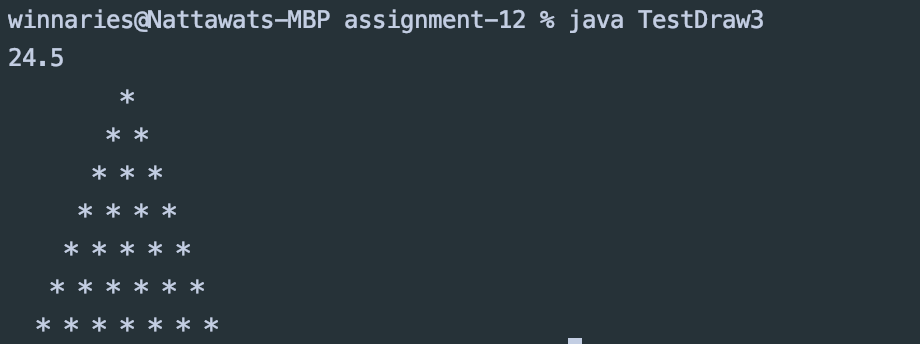 winnaries@Nattawats-MBP assignment-12 % java TestDraw3
24.5
        *
       * *
      * * *
     * * * *
    * * * * *
   * * * * * *
  * * * * * * *